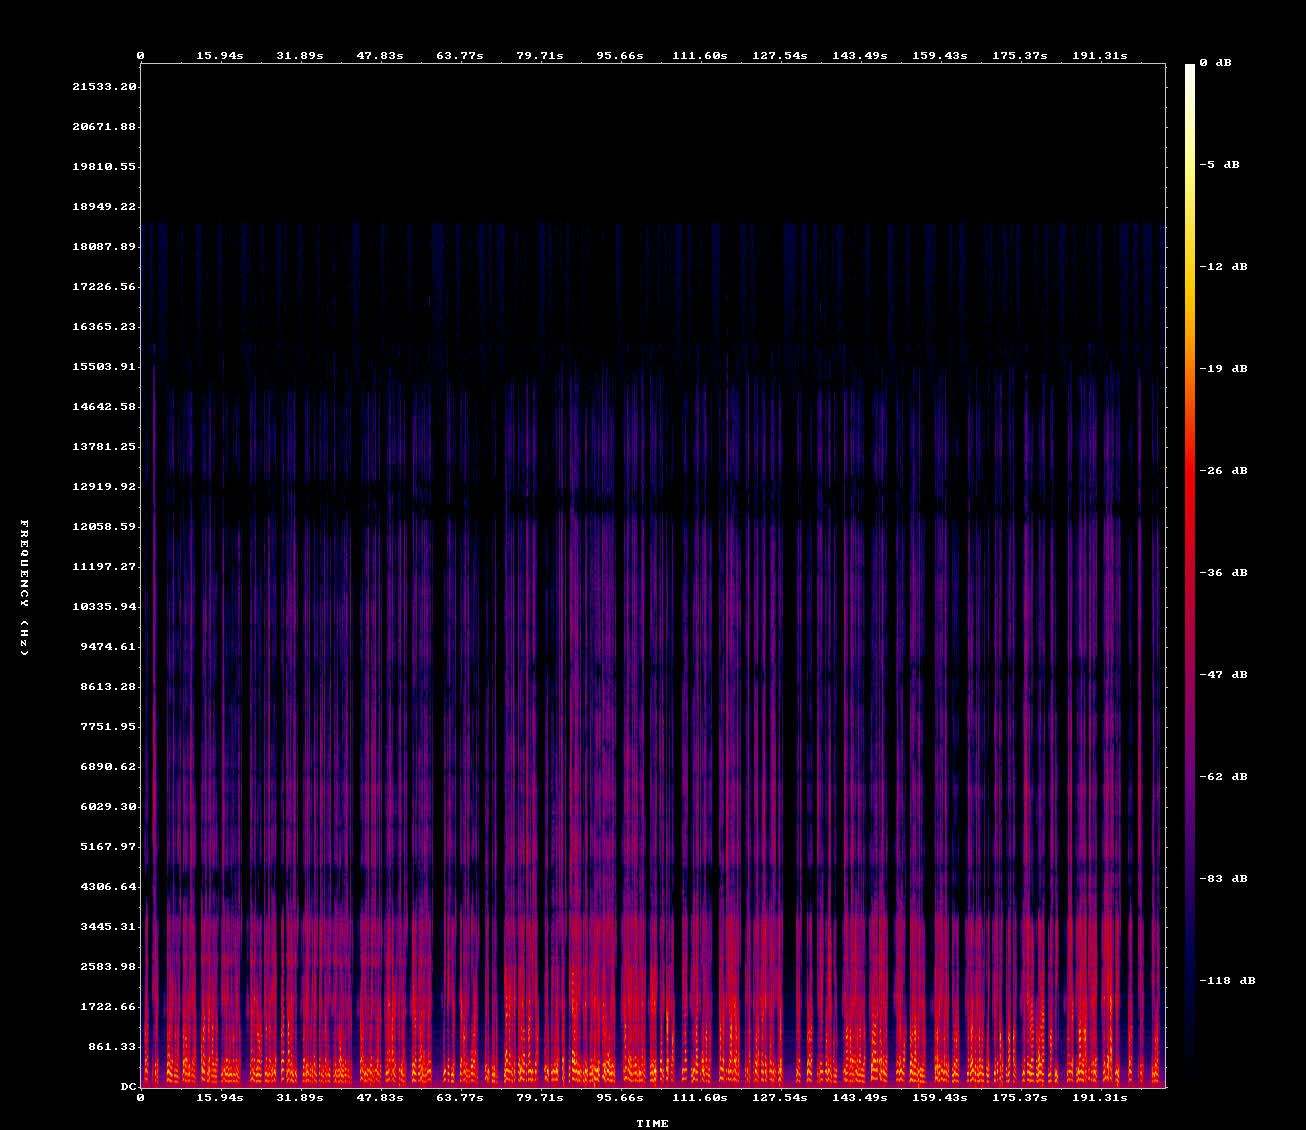 0 15.94s 31.89s 47.83s 63.77s 79.71s 95.66s 111.60s 127.54s 143.49s 159.43s 175.37s 191.31s
0 dB
21533.20
20671.88
-5 dB
19810.55
18949.22
18087.89
-12 dB
17226.56
16365.23
15503.91
-19 dB
14642.58
13781.25
-26 dB
12919.92
12058.59
11197.27
-36 dB
10335.94
9474.61
-47 dB
8613.28
7751.95
6890.62
-62 dB
6029.30
5167.97
-83 dB
4306.64
3445.31
2583.98
-118 dB
1722.66
861.33
DC
FREQUENCY (Hz)
0 15.94s 31.89s 47.83s 63.77s 79.71s 95.66s 111.60s 127.54s 143.49s 159.43s 175.37s 191.31s
TIME